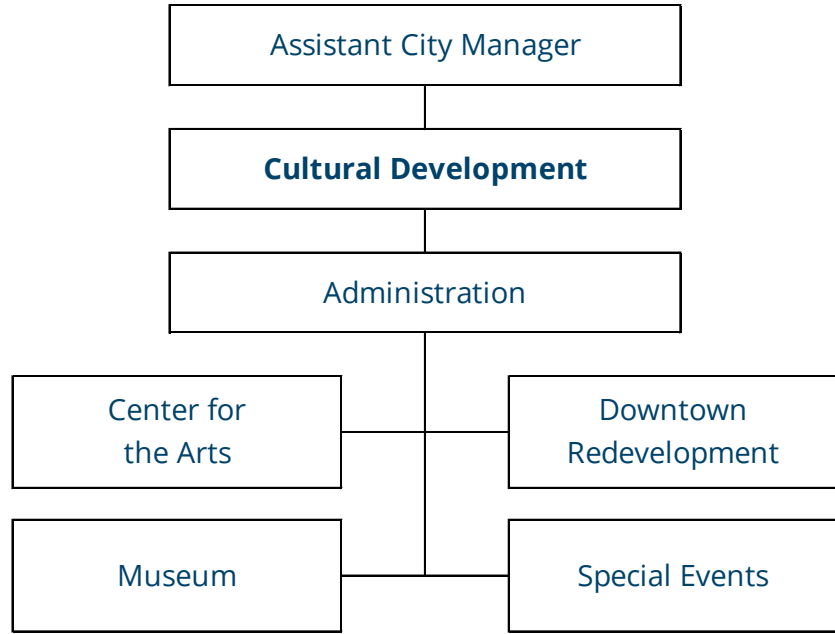 Assistant City Manager
Cultural Development
Administration
Center for
the Arts
Downtown
Redevelopment
Museum
Special Events